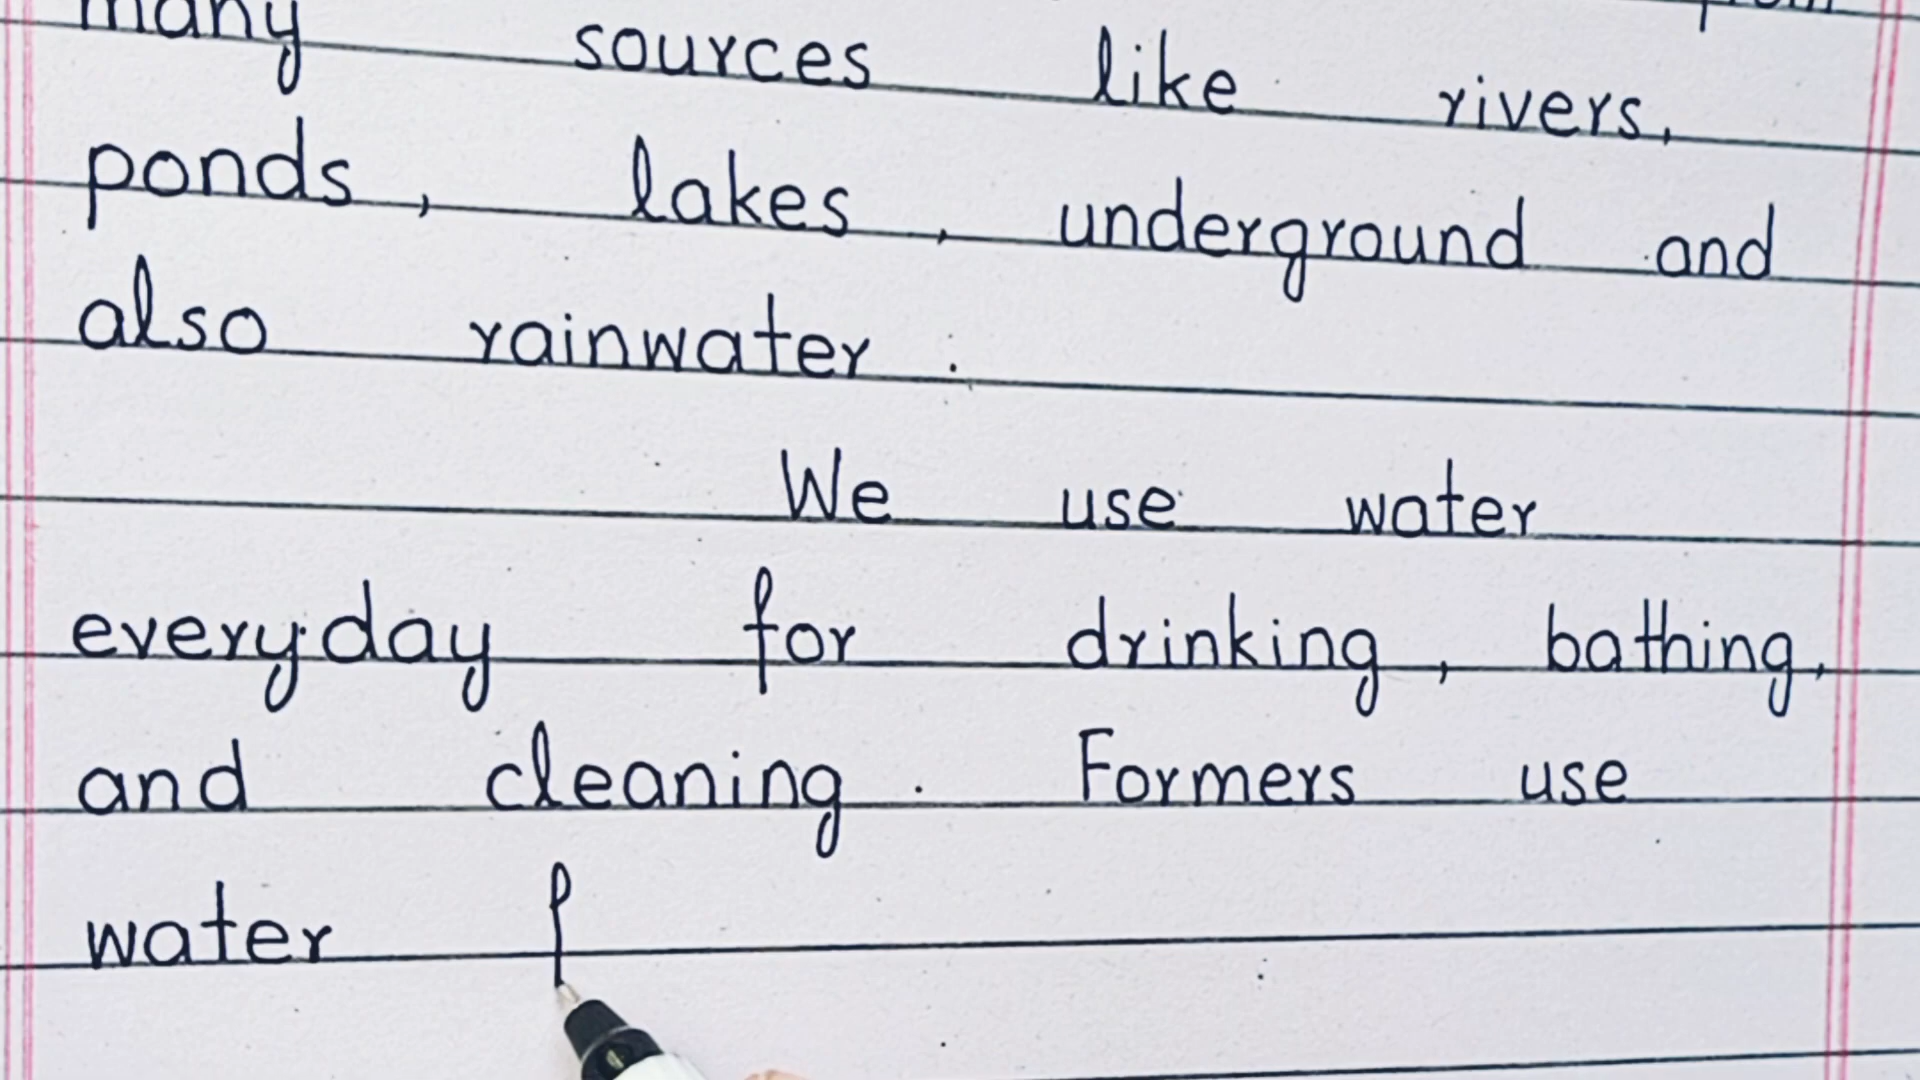 many sources like rivers,
ponds, lakes, underground and
also rainwater.
We use water
everyday for drinking, bathing,
and cleaning. Formers use
water f